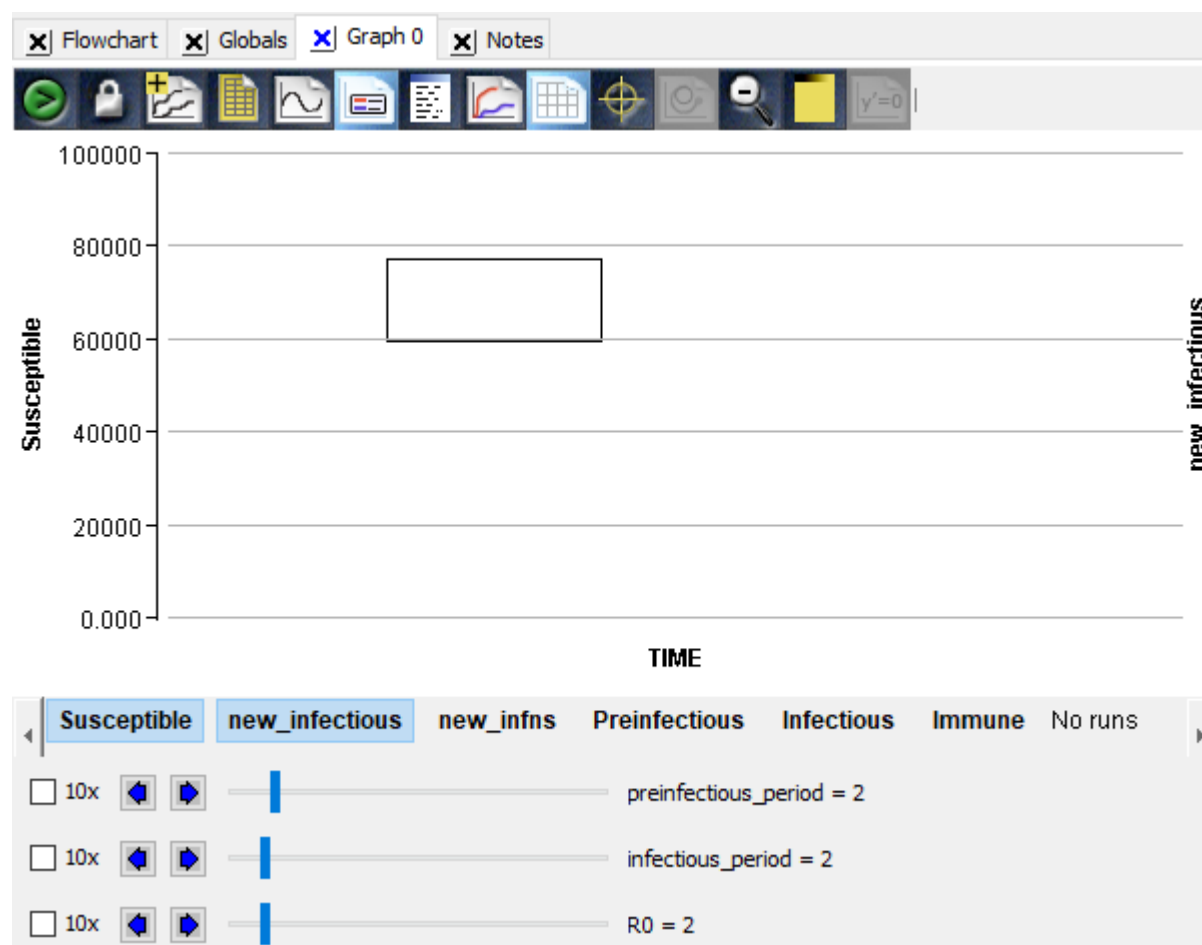 Flowchart Globals Graph 0 Notes
y'=0
100000
80000
60000
40000
20000
0.000
Susceptible
new_infectious
TIME
Susceptible new_infectious new_infns Preinfectious Infectious Immune No runs
10x preinfectious_period = 2
10x infectious_period = 2
10x R0 = 2